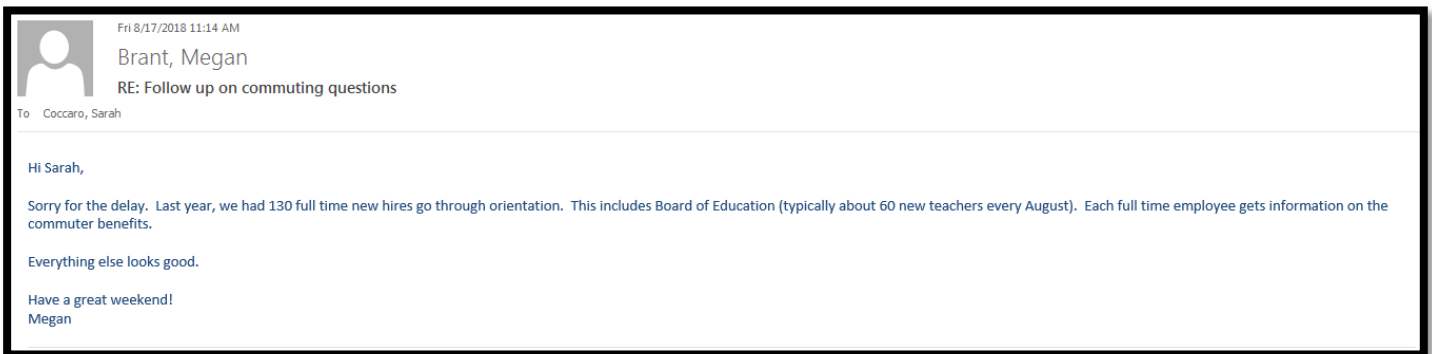 Fri 8/17/2018 11:14 AM
Brant, Megan
RE: Follow up on commuting questions
To Coccaro, Sarah
Hi Sarah,
Sorry for the delay. Last year, we had 130 full time new hires go through orientation. This includes Board of Education (typically about 60 new teachers every August). Each full time employee gets information on the
commuter benefits.
Everything else looks good.
Have a great weekend!
Megan